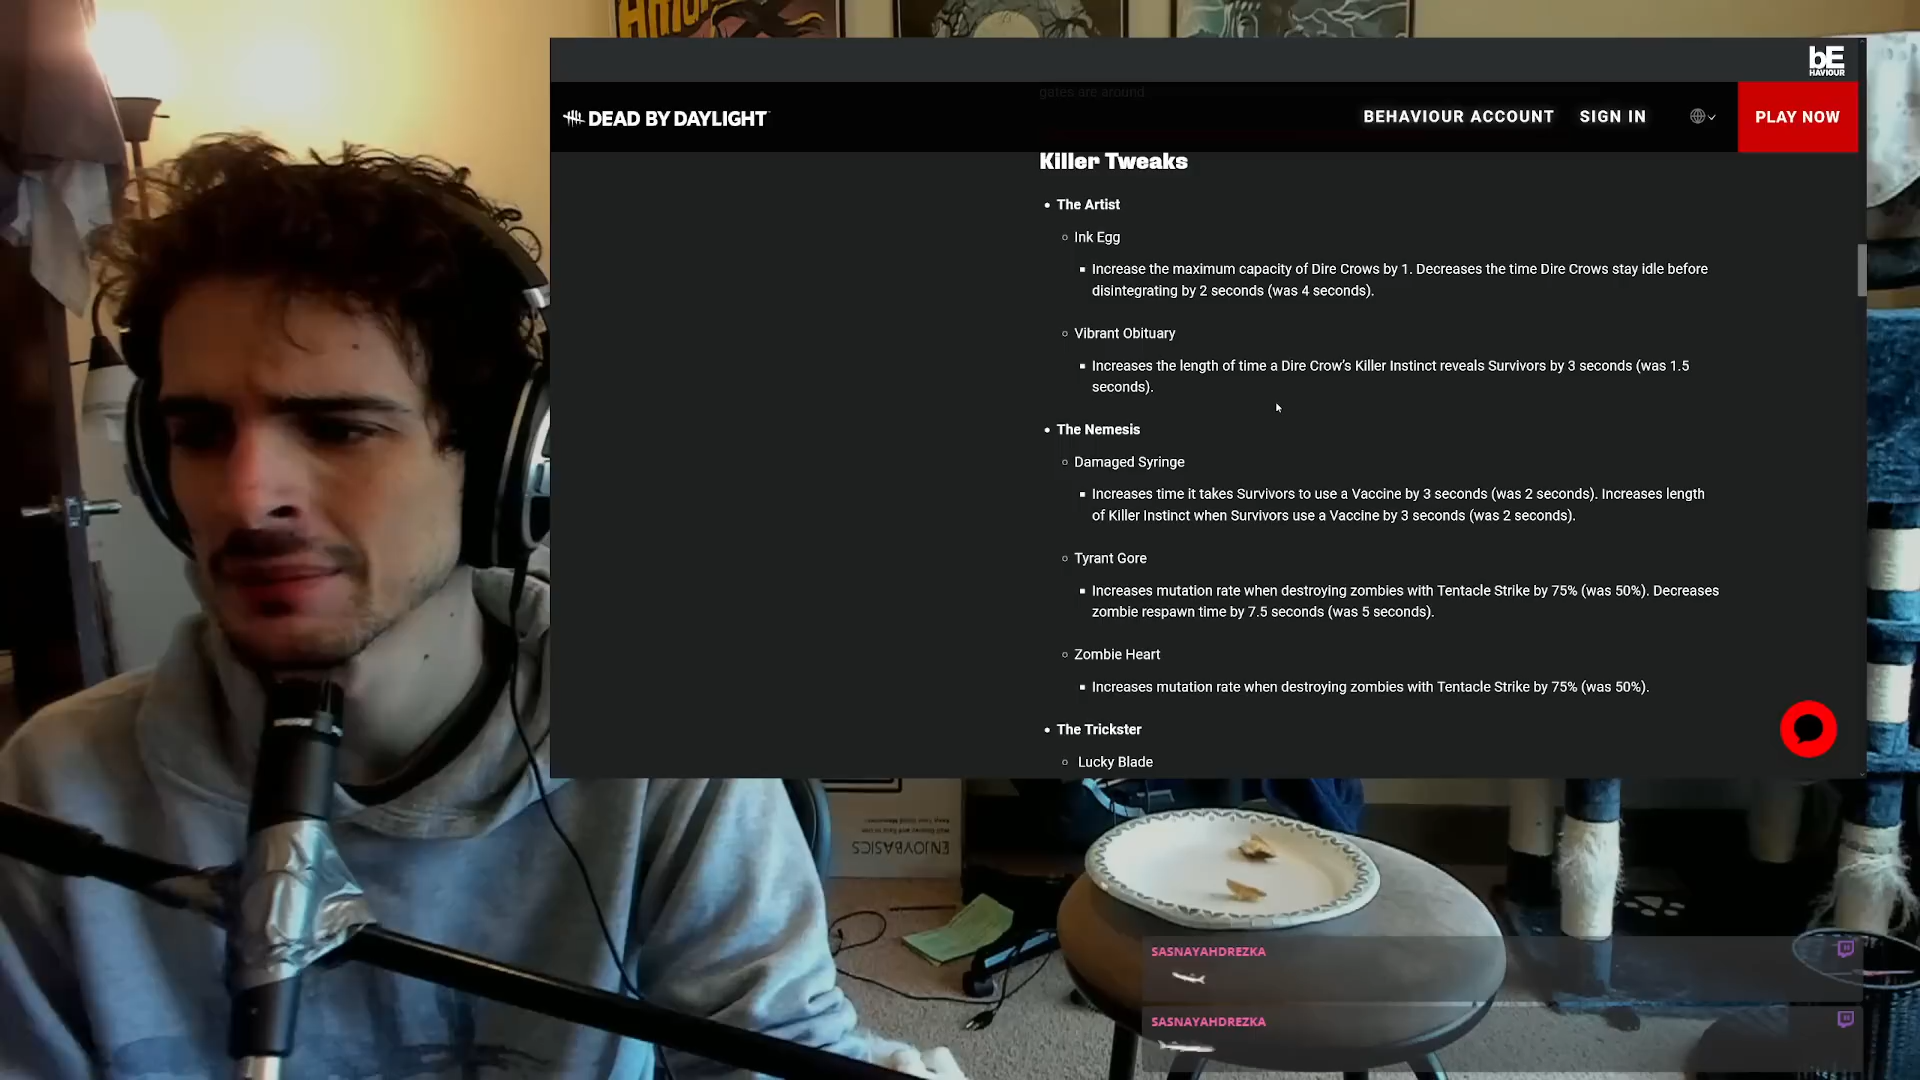 bE
HAVIOUR
gates are around
DEAD BY DAYLIGHT
BEHAVIOUR ACCOUNT
SIGN IN
PLAY NOW
Killer Tweaks
• The Artist
Ink Egg
Increase the maximum capacity of Dire Crows by 1. Decreases the time Dire Crows stay idle before
disintegrating by 2 seconds (was 4 seconds).
Vibrant Obituary
Increases the length of time a Dire Crow's Killer Instinct reveals Survivors by 3 seconds (was 1.5
seconds).
• The Nemesis
Damaged Syringe
Increases time it takes Survivors to use a Vaccine by 3 seconds (was 2 seconds). Increases length
of Killer Instinct when Survivors use a Vaccine by 3 seconds (was 2 seconds).
Tyrant Gore
Increases mutation rate when destroying zombies with Tentacle Strike by 75% (was 50%). Decreases
zombie respawn time by 7.5 seconds (was 5 seconds).
Zombie Heart
Increases mutation rate when destroying zombies with Tentacle Strike by 75% (was 50%).
• The Trickster
Lucky Blade
ENJOYBASICS
SASNAYAHDREZKA
SASNAYAHDREZKA